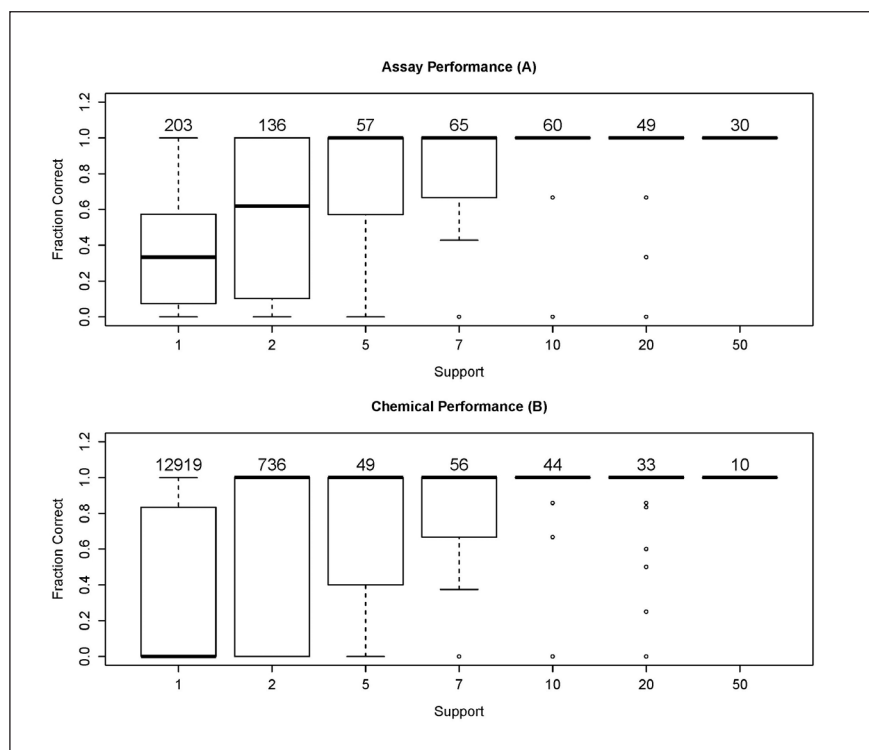 Assay Performance (A)
1.2
1.0
0.8
0.6
0.4
0.2
0.0
Fraction Correct
203 136 57 65 60 49 30
1 2 5 7 10 20 50
Support
Chemical Performance (B)
1.2
1.0
0.8
0.6
0.4
0.2
0.0
Fraction Correct
12919 736 49 56 44 33 10
1 2 5 7 10 20 50
Support